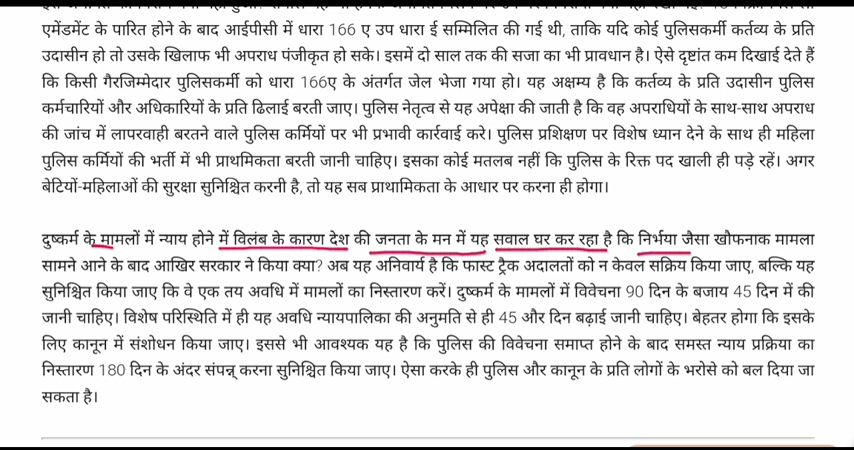 एमेंडमेंट के पारित होने के बाद आईपीसी में धारा 166 ए उप धारा ई सम्मिलित की गई थी, ताकि यदि कोई पुलिसकर्मी कर्तव्य के प्रति
उदासीन हो तो उसके खिलाफ भी अपराध पंजीकृत हो सके। इसमें दो साल तक की सजा का भी प्रावधान है। ऐसे दृष्टांत कम दिखाई देते हैं
कि किसी गैरजिम्मेदार पुलिसकर्मी को धारा 166ए के अंतर्गत जेल भेजा गया हो। यह अक्षम्य है कि कर्तव्य के प्रति उदासीन पुलिस
कर्मचारियों और अधिकारियों के प्रति ढिलाई बरती जाए। पुलिस नेतृत्व से यह अपेक्षा की जाती है कि वह अपराधियों के साथ-साथ अपराध
की जांच में लापरवाही बरतने वाले पुलिस कर्मियों पर भी प्रभावी कार्रवाई करे। पुलिस प्रशिक्षण पर विशेष ध्यान देने के साथ ही महिला
पुलिस कर्मियों की भर्ती में भी प्राथमिकता बरती जानी चाहिए। इसका कोई मतलब नहीं कि पुलिस के रिक्त पद खाली ही पड़े रहें। अगर
बेटियों-महिलाओं की सुरक्षा सुनिश्चित करनी है, तो यह सब प्राथामिकता के आधार पर करना ही होगा।
दुष्कर्म के मामलों में न्याय होने में विलंब के कारण देश की जनता के मन में यह सवाल घर कर रहा है कि निर्भया जैसा खौफनाक मामला
सामने आने के बाद आखिर सरकार ने किया क्या? अब यह अनिवार्य है कि फास्ट ट्रैक अदालतों को न केवल सक्रिय किया जाए, बल्कि यह
सुनिश्चित किया जाए कि वे एक तय अवधि में मामलों का निस्तारण करें। दुष्कर्म के मामलों में विवेचना 90 दिन के बजाय 45 दिन में की
जानी चाहिए। विशेष परिस्थिति में ही यह अवधि न्यायपालिका की अनुमति से ही 45 और दिन बढ़ाई जानी चाहिए। बेहतर होगा कि इसके
लिए कानून में संशोधन किया जाए। इससे भी आवश्यक यह है कि पुलिस की विवेचना समाप्त होने के बाद समस्त न्याय प्रक्रिया का
निस्तारण 180 दिन के अंदर संपन्न् करना सुनिश्चित किया जाए। ऐसा करके ही पुलिस और कानून के प्रति लोगों के भरोसे को बल दिया जा
सकता है।